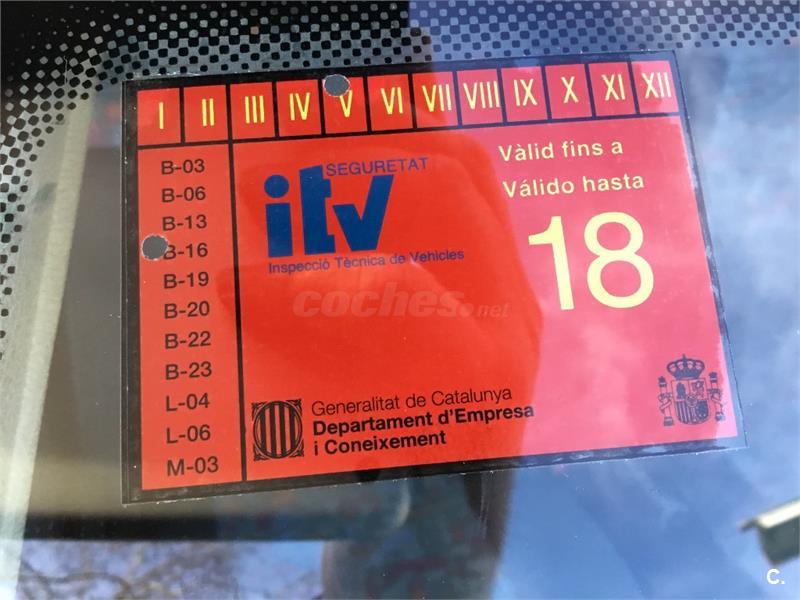 I II III IV V VI VII VIII IX X XI XII
B-03
B-06
B-13
B-16
B-19
B-20
B-22
B-23
L-04
L-06
M-03
SEGURETAT
itv
Inspecció Tècnica de Vehicles
Vàlid fins a
Válido hasta
18
coches.net
Generalitat de Catalunya
Departament d'Empresa
i Coneixement
C.